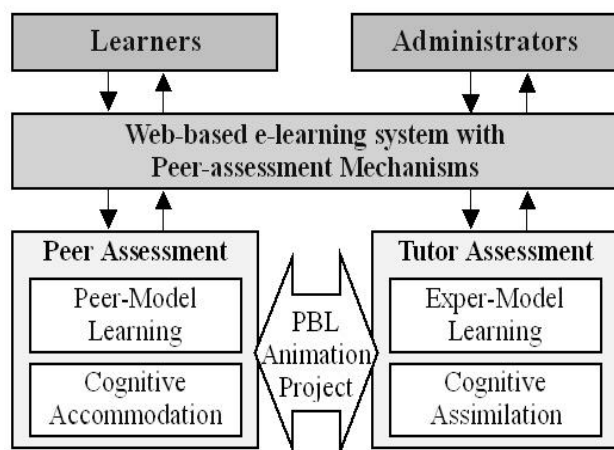 Learners
Administrators
Web-based e-learning system with
Peer-assessment Mechanisms
Peer Assessment
Peer-Model
Learning
Cognitive
Accommodation
PBL
Animation
Project
Tutor Assessment
Exper-Model
Learning
Cognitive
Assimilation